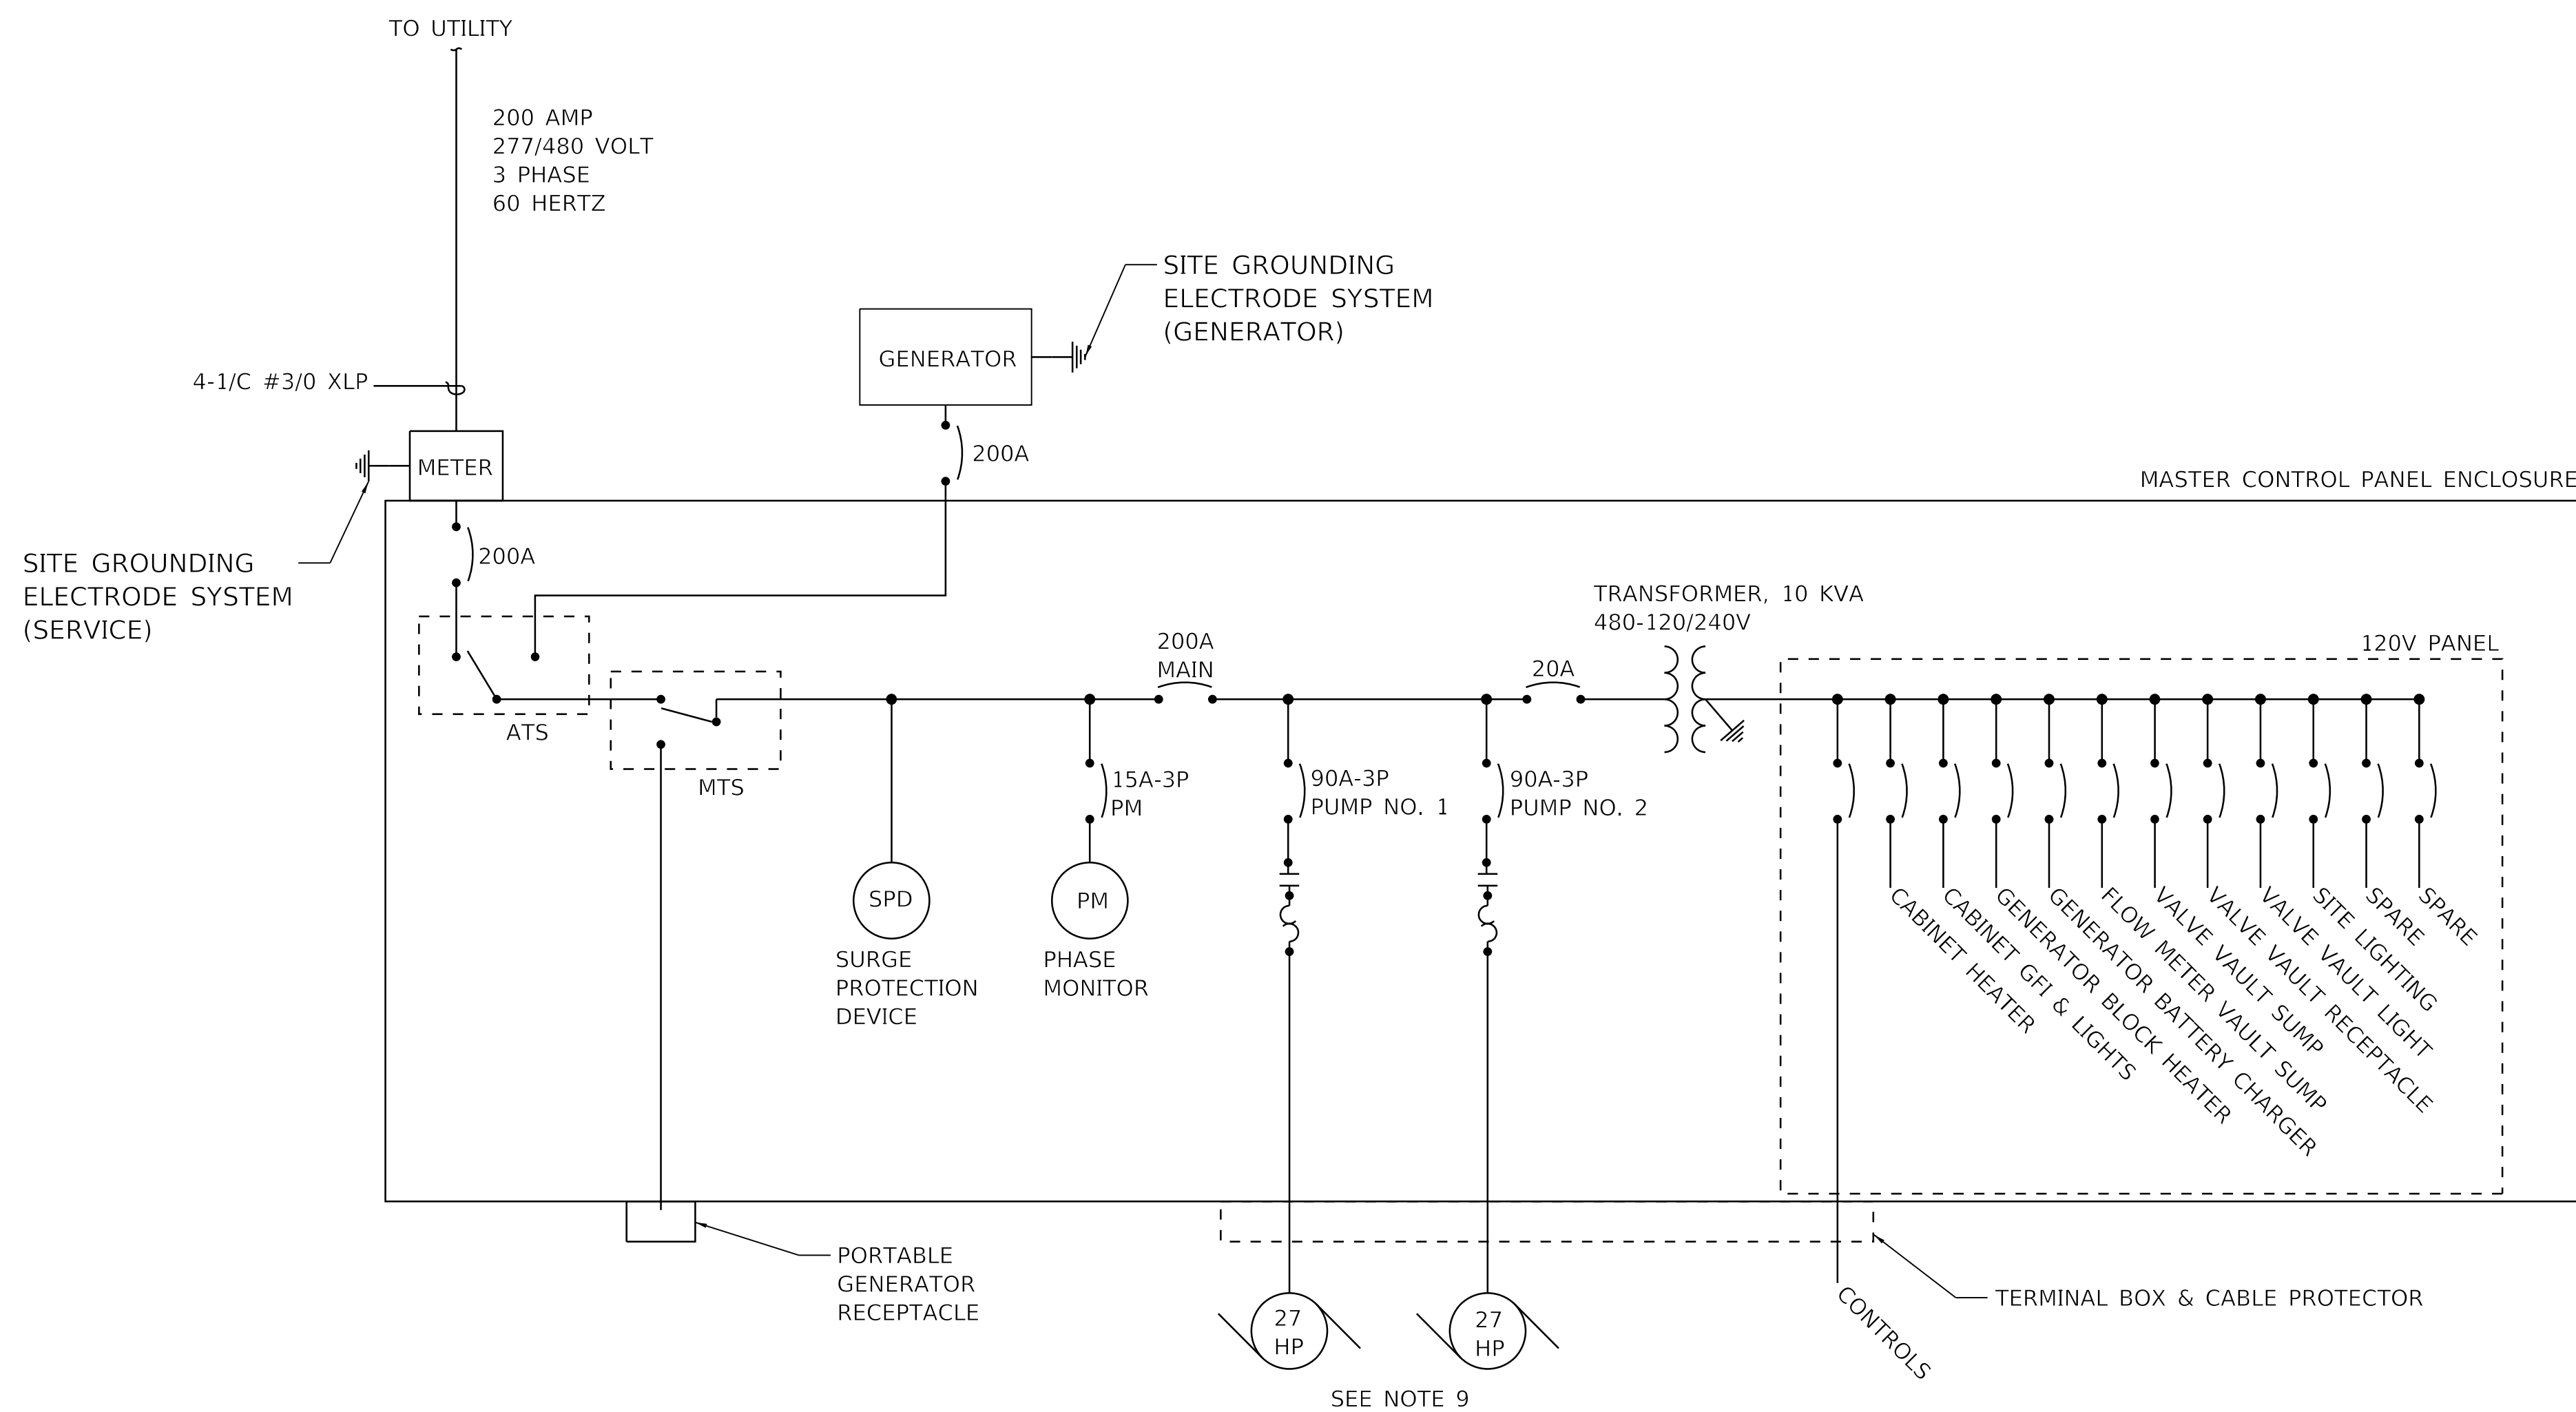 TO UTILITY
200 AMP
277/480 VOLT
3 PHASE
60 HERTZ
SITE GROUNDING
ELECTRODE SYSTEM
(GENERATOR)
GENERATOR
4-1/C #3/0 XLP
200A
METER
MASTER CONTROL PANEL ENCLOSURE
SITE GROUNDING
ELECTRODE SYSTEM
(SERVICE)
200A
ATS
MTS
200A
MAIN
20A
TRANSFORMER, 10 KVA
480-120/240V
120V PANEL
15A-3P
PM
90A-3P
PUMP NO. 1
90A-3P
PUMP NO. 2
SPD
SURGE
PROTECTION
DEVICE
PM
PHASE
MONITOR
CABINET HEATER
CABINET GFI & LIGHTS
GENERATOR BLOCK HEATER
GENERATOR BATTERY CHARGER
FLOW METER VAULT SUMP
VALVE VAULT SUMP
VALVE VAULT RECEPTACLE
VALVE VAULT LIGHT
SITE LIGHTING
SPARE
SPARE
PORTABLE
GENERATOR
RECEPTACLE
27
HP
27
HP
SEE NOTE 9
CONTROLS
TERMINAL BOX & CABLE PROTECTOR